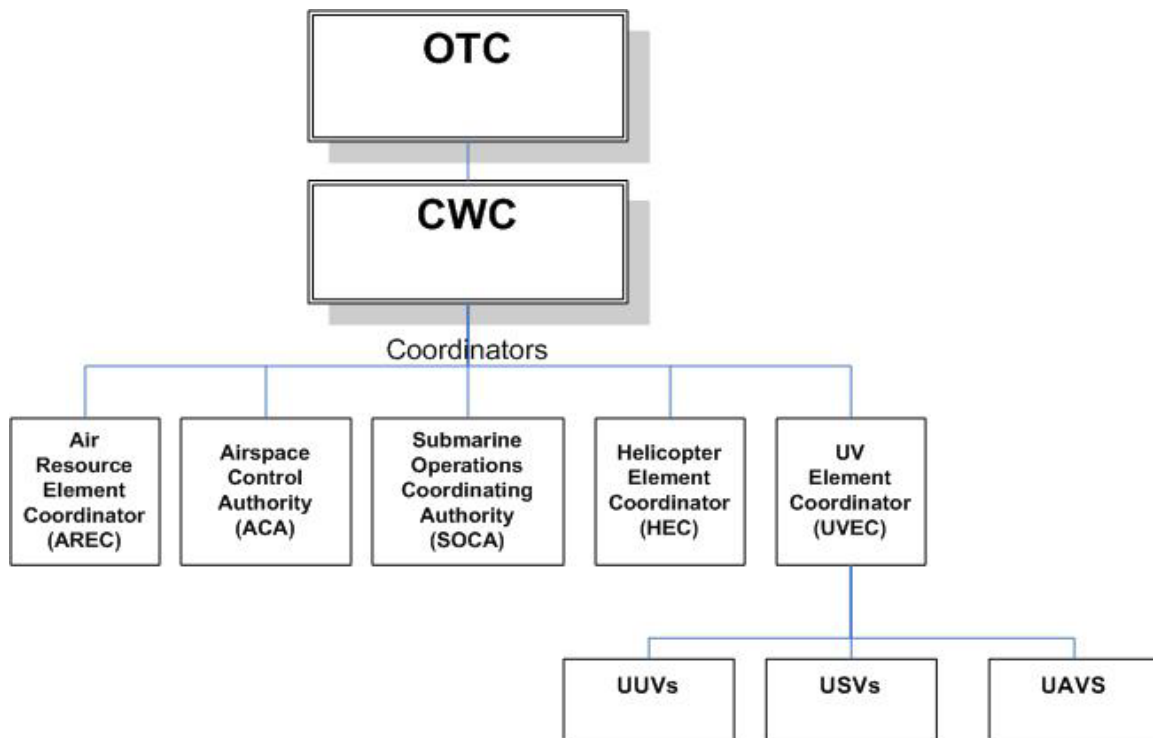 OTC
CWC
Coordinators
Air
Resource
Element
Coordinator
(AREC)
Airspace
Control
Authority
(ACA)
Submarine
Operations
Coordinating
Authority
(SOCA)
Helicopter
Element
Coordinator
(HEC)
UV
Element
Coordinator
(UVEC)
UUVs
USVs
UAVS